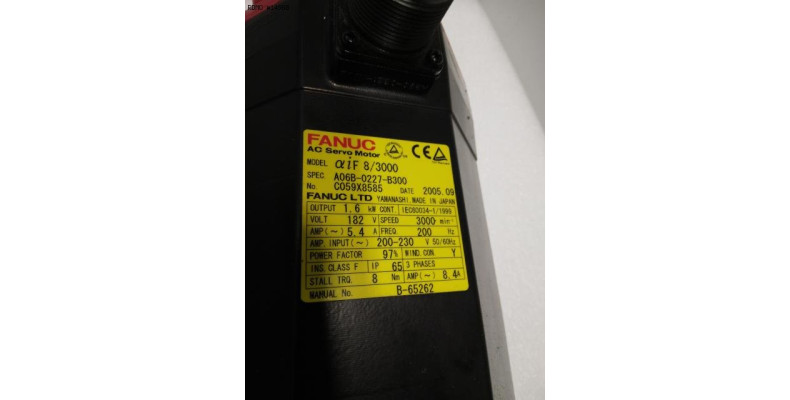 FANUC
AC Servo Motor
MODEL αiF 8/3000
SPEC. A06B-0227-B300
No. C059X8585 DATE 2005.09
FANUC LTD YAMANASHI, MADE IN JAPAN
OUTPUT 1.6 kW CONT. IEC60034-1/1999
VOLT 182 V SPEED 3000 min⁻¹
AMP(~) 5.4 A FREQ. 200 Hz
AMP. INPUT(~) 200-230 V 50/60Hz
POWER FACTOR 97% WIND.CON. Y
INS.CLASS F IP 65 3 PHASES
STALL TRQ. 8 Nm AMP(~) 8.4 A
MANUAL No. B-65262